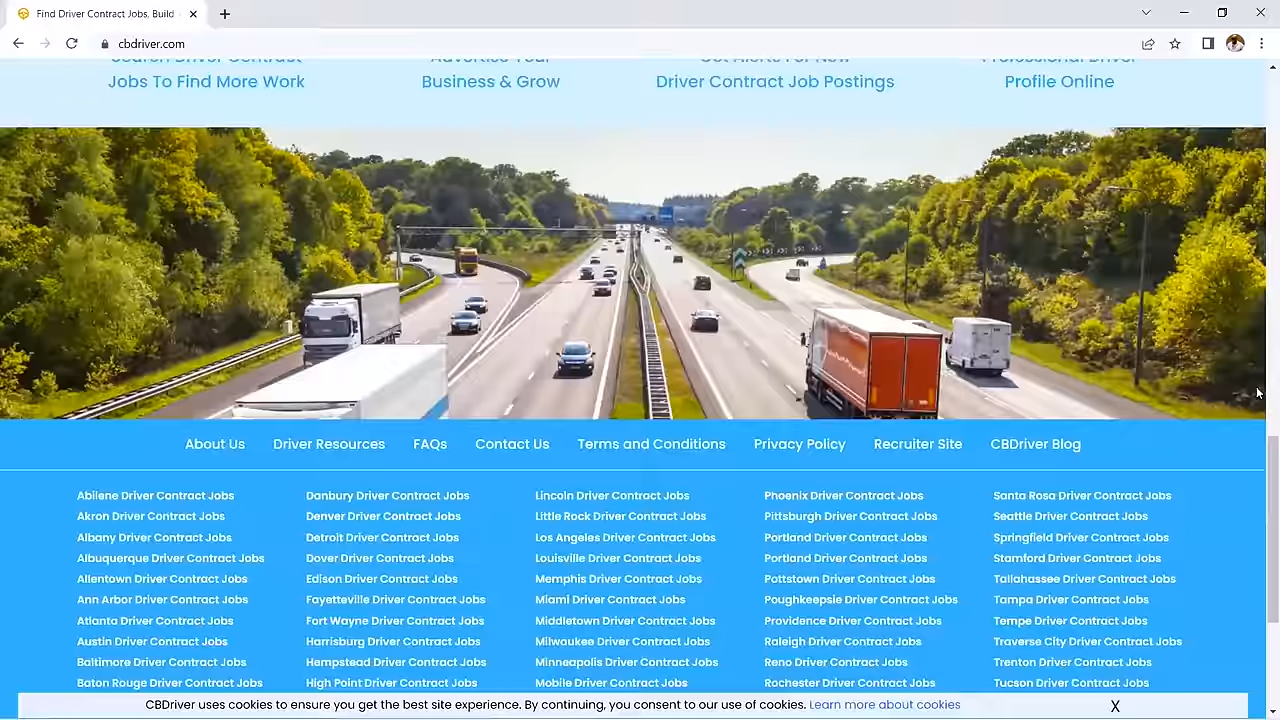 Find Driver Contract Jobs, Build
cbdriver.com
Search Driver Contract
Jobs To Find More Work
Advertise Your
Business & Grow
Get Alerts For New
Driver Contract Job Postings
Professional Driver
Profile Online
About Us
Driver Resources
FAQs
Contact Us
Terms and Conditions
Privacy Policy
Recruiter Site
CBDriver Blog
Abilene Driver Contract Jobs
Akron Driver Contract Jobs
Albany Driver Contract Jobs
Albuquerque Driver Contract Jobs
Allentown Driver Contract Jobs
Ann Arbor Driver Contract Jobs
Atlanta Driver Contract Jobs
Austin Driver Contract Jobs
Baltimore Driver Contract Jobs
Baton Rouge Driver Contract Jobs
Danbury Driver Contract Jobs
Denver Driver Contract Jobs
Detroit Driver Contract Jobs
Dover Driver Contract Jobs
Edison Driver Contract Jobs
Fayetteville Driver Contract Jobs
Fort Wayne Driver Contract Jobs
Harrisburg Driver Contract Jobs
Hempstead Driver Contract Jobs
High Point Driver Contract Jobs
Lincoln Driver Contract Jobs
Little Rock Driver Contract Jobs
Los Angeles Driver Contract Jobs
Louisville Driver Contract Jobs
Memphis Driver Contract Jobs
Miami Driver Contract Jobs
Middletown Driver Contract Jobs
Milwaukee Driver Contract Jobs
Minneapolis Driver Contract Jobs
Mobile Driver Contract Jobs
Phoenix Driver Contract Jobs
Pittsburgh Driver Contract Jobs
Portland Driver Contract Jobs
Portland Driver Contract Jobs
Pottstown Driver Contract Jobs
Poughkeepsie Driver Contract Jobs
Providence Driver Contract Jobs
Raleigh Driver Contract Jobs
Reno Driver Contract Jobs
Rochester Driver Contract Jobs
Santa Rosa Driver Contract Jobs
Seattle Driver Contract Jobs
Springfield Driver Contract Jobs
Stamford Driver Contract Jobs
Tallahassee Driver Contract Jobs
Tampa Driver Contract Jobs
Tempe Driver Contract Jobs
Traverse City Driver Contract Jobs
Trenton Driver Contract Jobs
Tucson Driver Contract Jobs
CBDriver uses cookies to ensure you get the best site experience. By continuing, you consent to our use of cookies. Learn more about cookies X